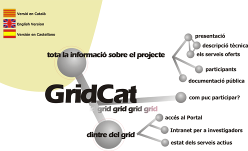 Versió en Català
English Version
Versión en Castellano
presentació
descripció tècnica
els serveis oferts
tota la informació sobre el projecte
participants
documentació pública
GridCat
com puc participar?
grid grid grid grid
accés al Portal
Intranet per a investigadors
dintre del grid
estat dels serveis actius